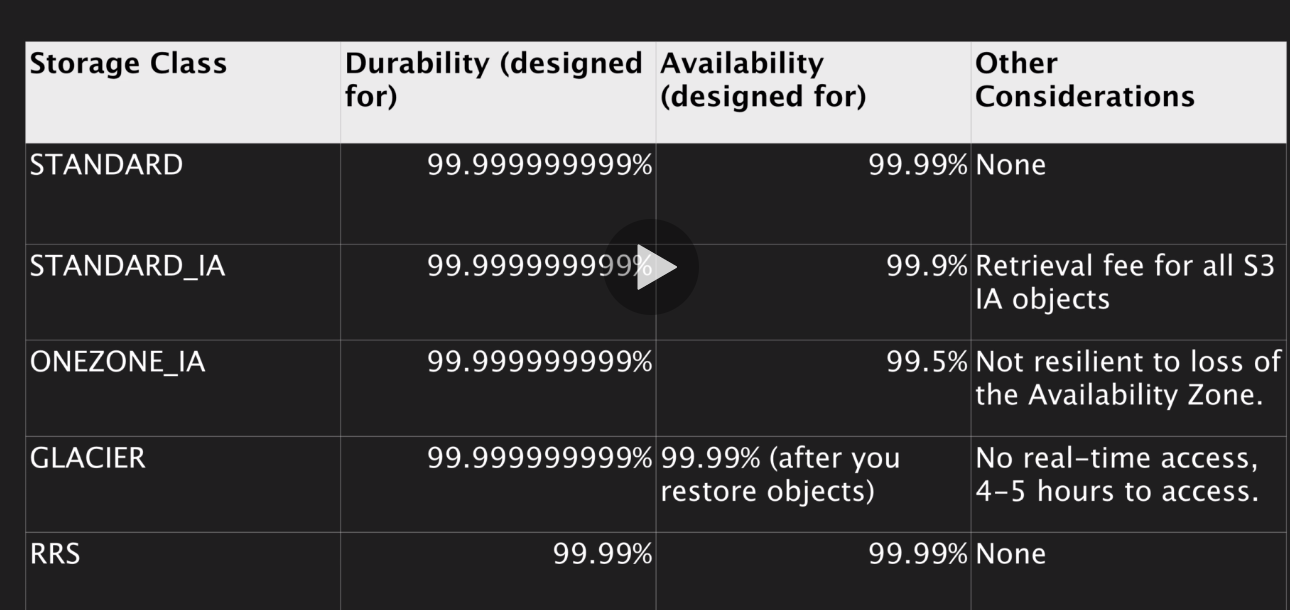 Storage Class
Durability (designed for)
Availability (designed for)
Other Considerations
STANDARD
99.999999999%
99.99%
None
STANDARD_IA
99.999999999%
99.9%
Retrieval fee for all S3
IA objects
ONEZONE_IA
99.999999999%
99.5%
Not resilient to loss of
the Availability Zone.
GLACIER
99.999999999%
99.99% (after you
restore objects)
No real-time access,
4-5 hours to access.
RRS
99.99%
99.99%
None